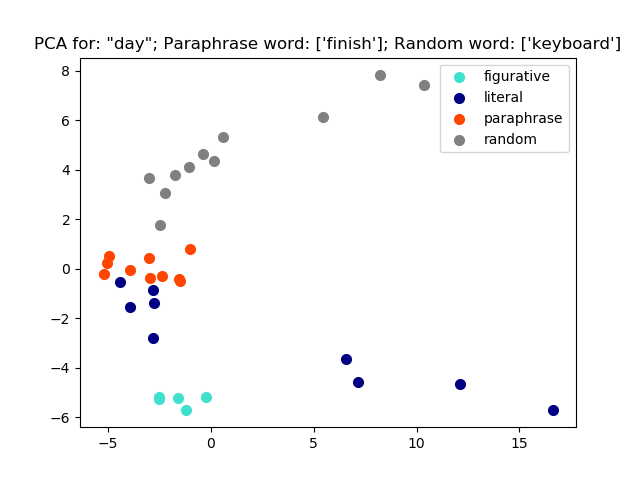 PCA for: "day"; Paraphrase word: ['finish']; Random word: ['keyboard']
figurative
literal
paraphrase
random
8
6
4
2
0
−2
−4
−6
−5
0
5
10
15